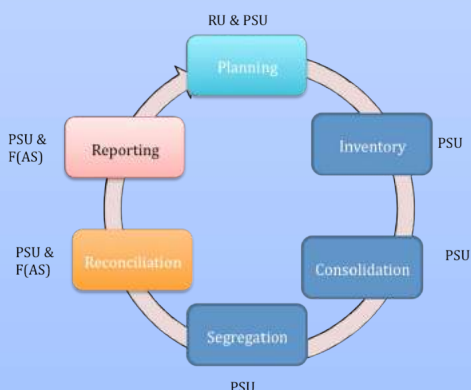 RU & PSU
Planning
Inventory
PSU
Consolidation
PSU
Segregation
PSU
Reconciliation
PSU &
F(AS)
Reporting
PSU &
F(AS)